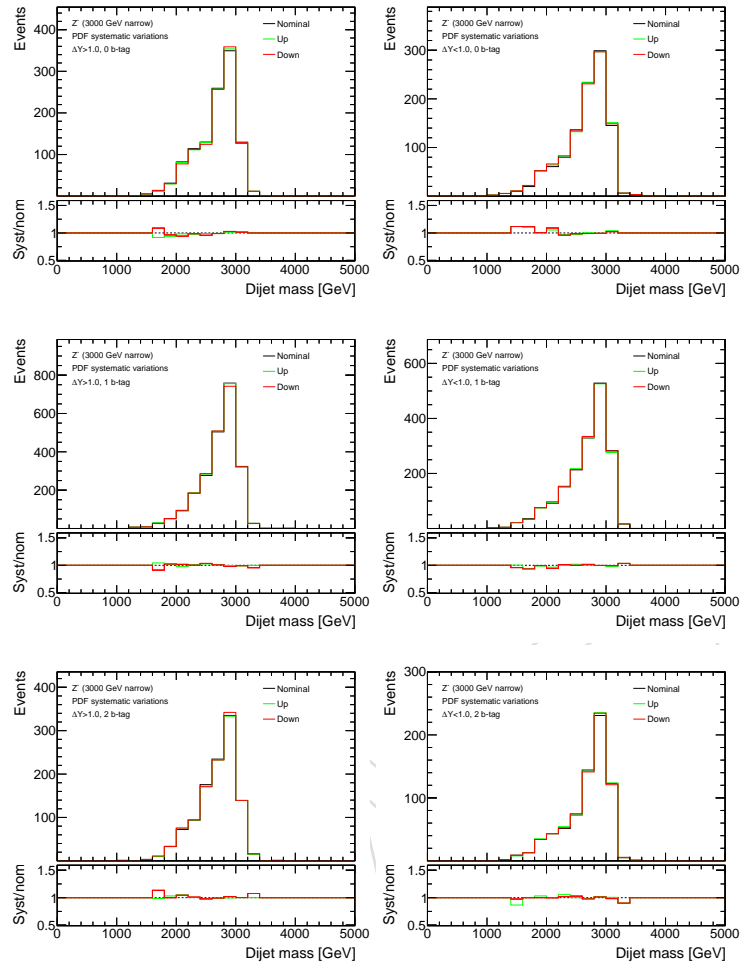 Events
400
300
200
100
Z` (3000 GeV narrow)
PDF systematic variations
ΔY>1.0, 0 b-tag
Nominal
Up
Down
Syst/nom
1.5
1
0.5
0 1000 2000 3000 4000 5000
Dijet mass [GeV]
Events
300
200
100
Z` (3000 GeV narrow)
PDF systematic variations
ΔY<1.0, 0 b-tag
Nominal
Up
Down
Syst/nom
1.5
1
0.5
0 1000 2000 3000 4000 5000
Dijet mass [GeV]
Events
800
600
400
200
Z` (3000 GeV narrow)
PDF systematic variations
ΔY>1.0, 1 b-tag
Nominal
Up
Down
Syst/nom
1.5
1
0.5
0 1000 2000 3000 4000 5000
Dijet mass [GeV]
Events
600
400
200
Z` (3000 GeV narrow)
PDF systematic variations
ΔY<1.0, 1 b-tag
Nominal
Up
Down
Syst/nom
1.5
1
0.5
0 1000 2000 3000 4000 5000
Dijet mass [GeV]
Events
400
300
200
100
Z` (3000 GeV narrow)
PDF systematic variations
ΔY>1.0, 2 b-tag
Nominal
Up
Down
Syst/nom
1.5
1
0.5
0 1000 2000 3000 4000 5000
Dijet mass [GeV]
Events
300
200
100
Z` (3000 GeV narrow)
PDF systematic variations
ΔY<1.0, 2 b-tag
Nominal
Up
Down
Syst/nom
1.5
1
0.5
0 1000 2000 3000 4000 5000
Dijet mass [GeV]